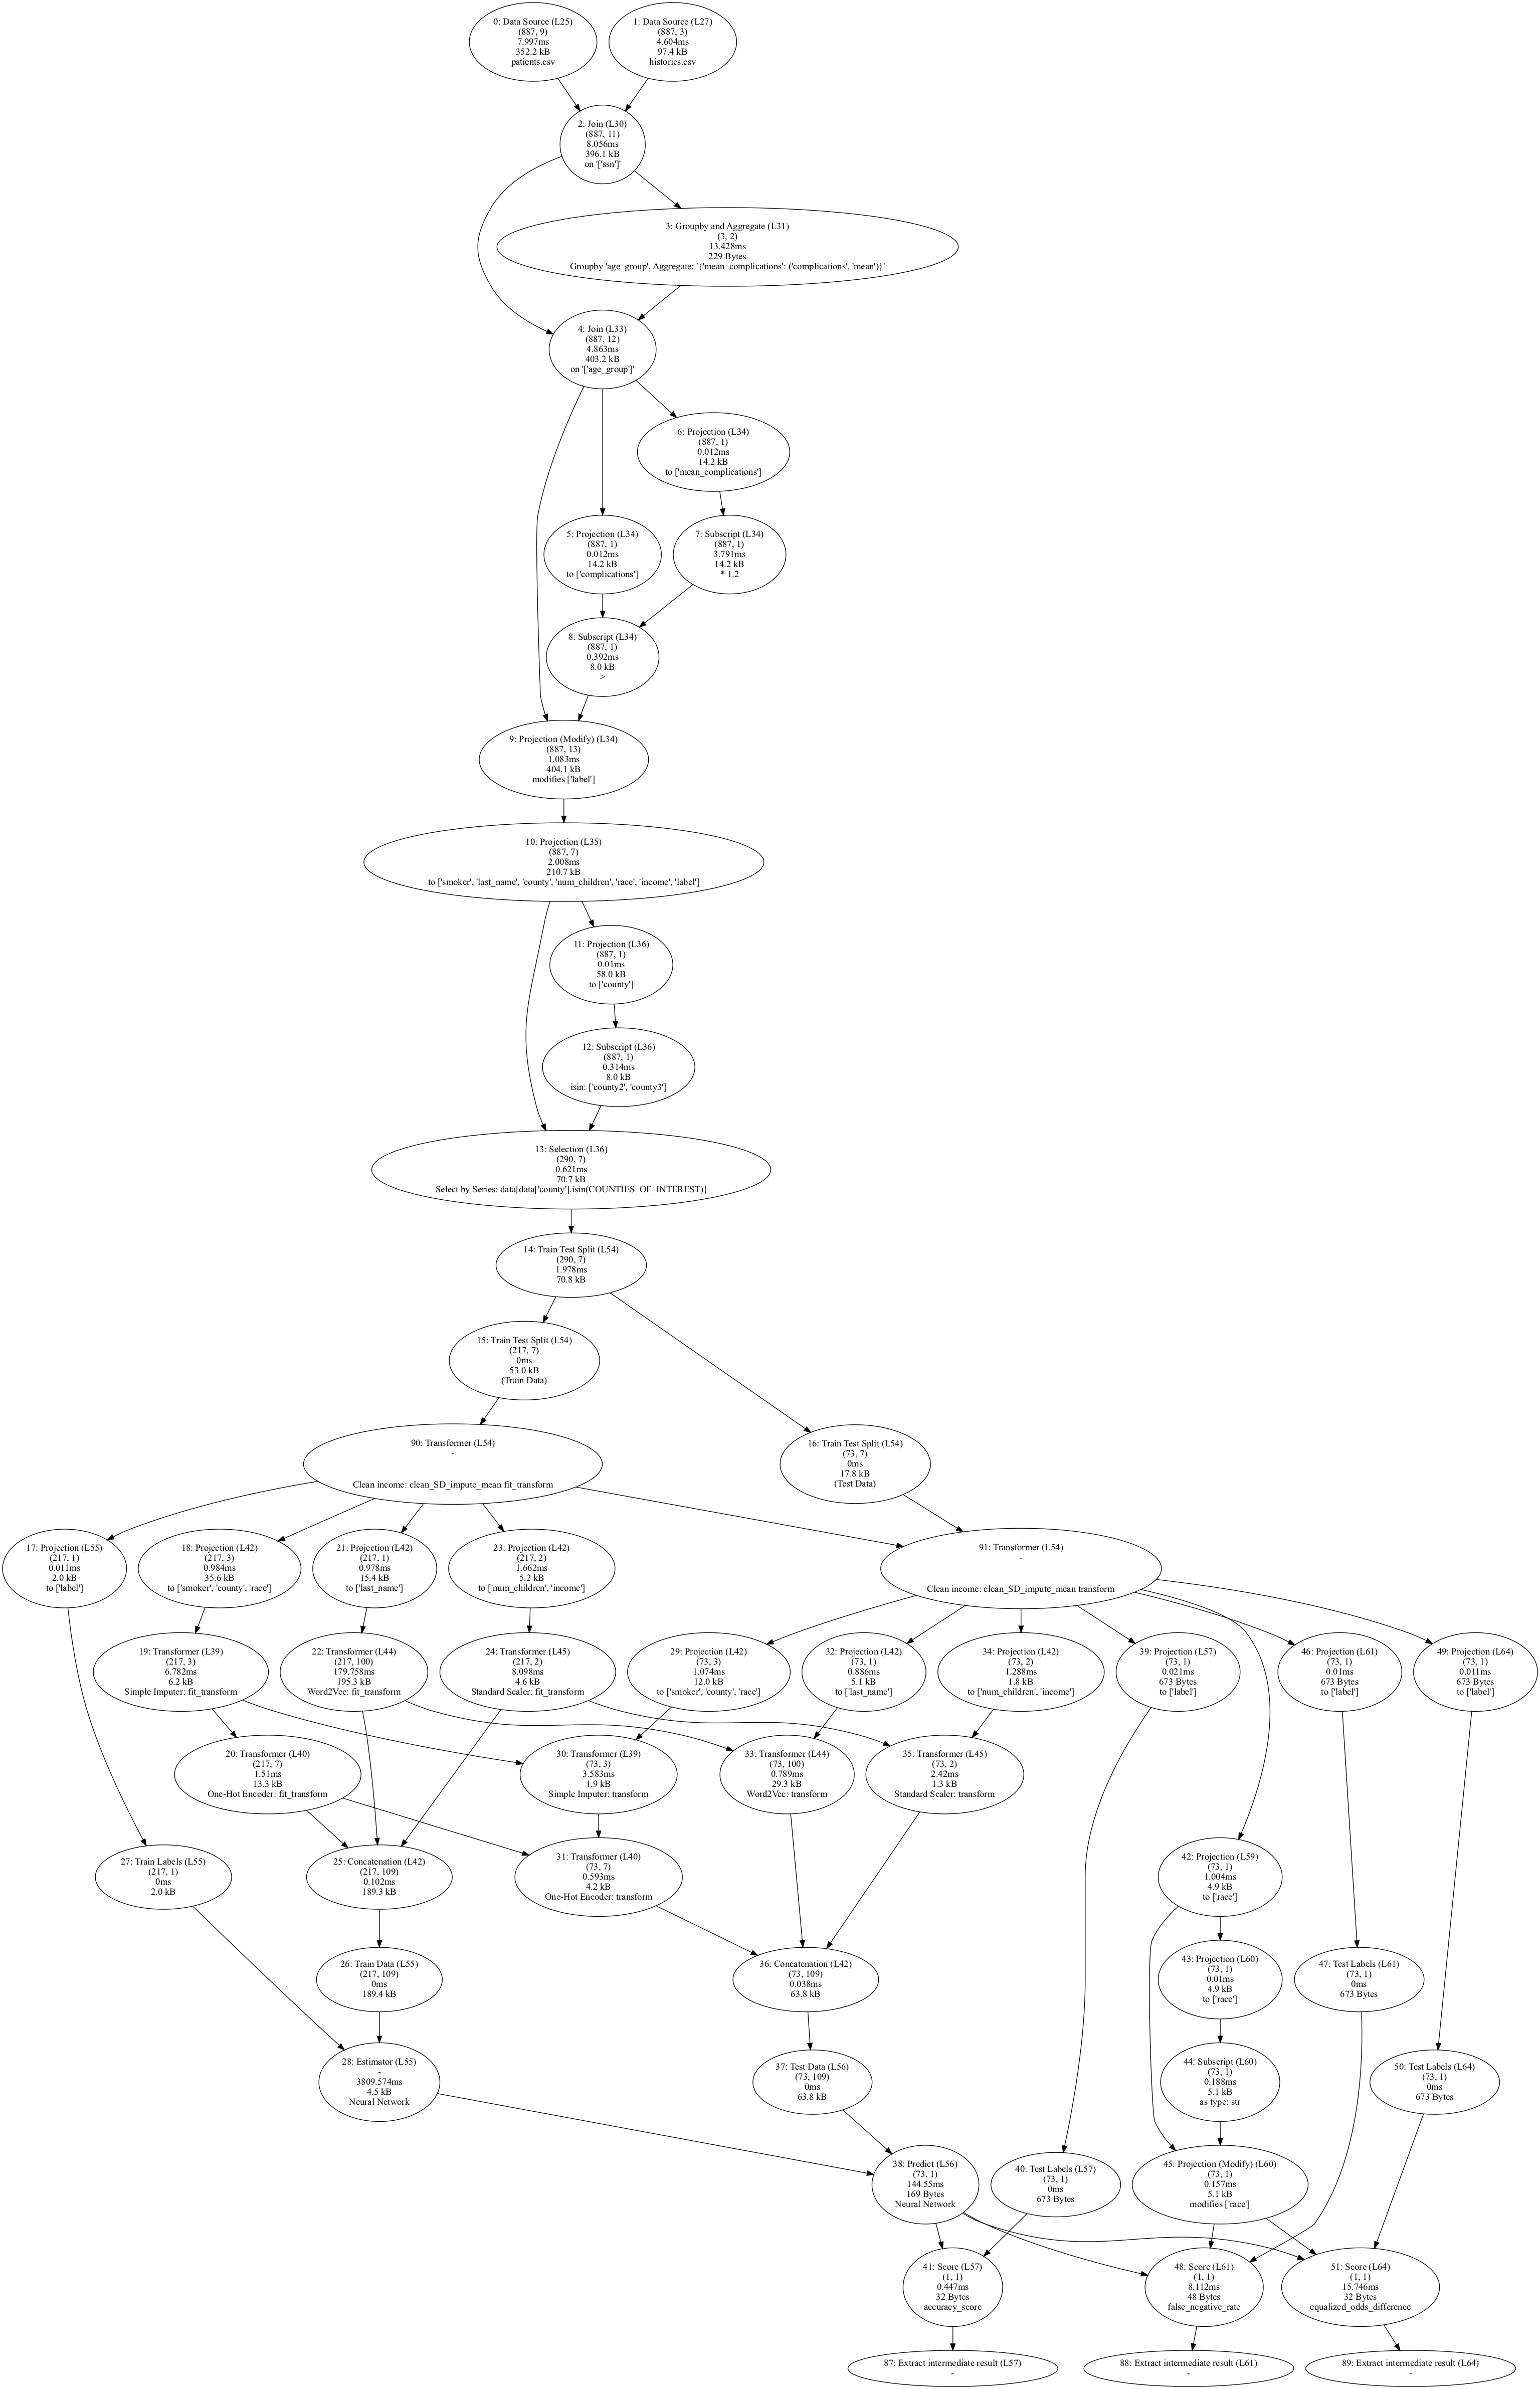 0: Data Source (L25)
(887, 9)
7.997ms
352.2 kB
patients.csv
1: Data Source (L27)
(887, 3)
4.604ms
97.4 kB
histories.csv
2: Join (L30)
(887, 11)
8.056ms
396.1 kB
on '['ssn']'
3: Groupby and Aggregate (L31)
(3, 2)
13.428ms
229 Bytes
Groupby 'age_group', Aggregate: '{'mean_complications': ('complications', 'mean')}'
4: Join (L33)
(887, 12)
4.863ms
403.2 kB
on '['age_group']'
6: Projection (L34)
(887, 1)
0.012ms
14.2 kB
to ['mean_complications']
5: Projection (L34)
(887, 1)
0.012ms
14.2 kB
to ['complications']
7: Subscript (L34)
(887, 1)
3.791ms
14.2 kB
* 1.2
8: Subscript (L34)
(887, 1)
0.392ms
8.0 kB
>
9: Projection (Modify) (L34)
(887, 13)
1.083ms
404.1 kB
modifies ['label']
10: Projection (L35)
(887, 7)
2.008ms
210.7 kB
to ['smoker', 'last_name', 'county', 'num_children', 'race', 'income', 'label']
11: Projection (L36)
(887, 1)
0.01ms
58.0 kB
to ['county']
12: Subscript (L36)
(887, 1)
0.314ms
8.0 kB
isin: ['county2', 'county3']
13: Selection (L36)
(290, 7)
0.621ms
70.7 kB
Select by Series: data[data['county'].isin(COUNTIES_OF_INTEREST)]
14: Train Test Split (L54)
(290, 7)
1.978ms
70.8 kB
15: Train Test Split (L54)
(217, 7)
0ms
53.0 kB
(Train Data)
90: Transformer (L54)
-
Clean income: clean_SD_impute_mean fit_transform
16: Train Test Split (L54)
(73, 7)
0ms
17.8 kB
(Test Data)
17: Projection (L55)
(217, 1)
0.011ms
2.0 kB
to ['label']
18: Projection (L42)
(217, 3)
0.984ms
35.6 kB
to ['smoker', 'county', 'race']
21: Projection (L42)
(217, 1)
0.978ms
15.4 kB
to ['last_name']
23: Projection (L42)
(217, 2)
1.662ms
5.2 kB
to ['num_children', 'income']
91: Transformer (L54)
-
Clean income: clean_SD_impute_mean transform
19: Transformer (L39)
(217, 3)
6.782ms
6.2 kB
Simple Imputer: fit_transform
22: Transformer (L44)
(217, 100)
179.758ms
195.3 kB
Word2Vec: fit_transform
24: Transformer (L45)
(217, 2)
8.098ms
4.6 kB
Standard Scaler: fit_transform
29: Projection (L42)
(73, 3)
1.074ms
12.0 kB
to ['smoker', 'county', 'race']
32: Projection (L42)
(73, 1)
0.886ms
5.1 kB
to ['last_name']
34: Projection (L42)
(73, 2)
1.288ms
1.8 kB
to ['num_children', 'income']
39: Projection (L57)
(73, 1)
0.021ms
673 Bytes
to ['label']
46: Projection (L61)
(73, 1)
0.01ms
673 Bytes
to ['label']
49: Projection (L64)
(73, 1)
0.011ms
673 Bytes
to ['label']
20: Transformer (L40)
(217, 7)
1.51ms
13.3 kB
One-Hot Encoder: fit_transform
30: Transformer (L39)
(73, 3)
3.583ms
1.9 kB
Simple Imputer: transform
33: Transformer (L44)
(73, 100)
0.789ms
29.3 kB
Word2Vec: transform
35: Transformer (L45)
(73, 2)
2.42ms
1.3 kB
Standard Scaler: transform
27: Train Labels (L55)
(217, 1)
0ms
2.0 kB
25: Concatenation (L42)
(217, 109)
0.102ms
189.3 kB
31: Transformer (L40)
(73, 7)
0.593ms
4.2 kB
One-Hot Encoder: transform
42: Projection (L59)
(73, 1)
1.004ms
4.9 kB
to ['race']
26: Train Data (L55)
(217, 109)
0ms
189.4 kB
36: Concatenation (L42)
(73, 109)
0.038ms
63.8 kB
43: Projection (L60)
(73, 1)
0.01ms
4.9 kB
to ['race']
47: Test Labels (L61)
(73, 1)
0ms
673 Bytes
28: Estimator (L55)
-
3809.574ms
4.5 kB
Neural Network
37: Test Data (L56)
(73, 109)
0ms
63.8 kB
44: Subscript (L60)
(73, 1)
0.188ms
5.1 kB
as type: str
50: Test Labels (L64)
(73, 1)
0ms
673 Bytes
38: Predict (L56)
(73, 1)
144.55ms
169 Bytes
Neural Network
40: Test Labels (L57)
(73, 1)
0ms
673 Bytes
45: Projection (Modify) (L60)
(73, 1)
0.157ms
5.1 kB
modifies ['race']
41: Score (L57)
(1, 1)
0.447ms
32 Bytes
accuracy_score
48: Score (L61)
(1, 1)
8.112ms
48 Bytes
false_negative_rate
51: Score (L64)
(1, 1)
15.746ms
32 Bytes
equalized_odds_difference
87: Extract intermediate result (L57)
-
88: Extract intermediate result (L61)
-
89: Extract intermediate result (L64)
-